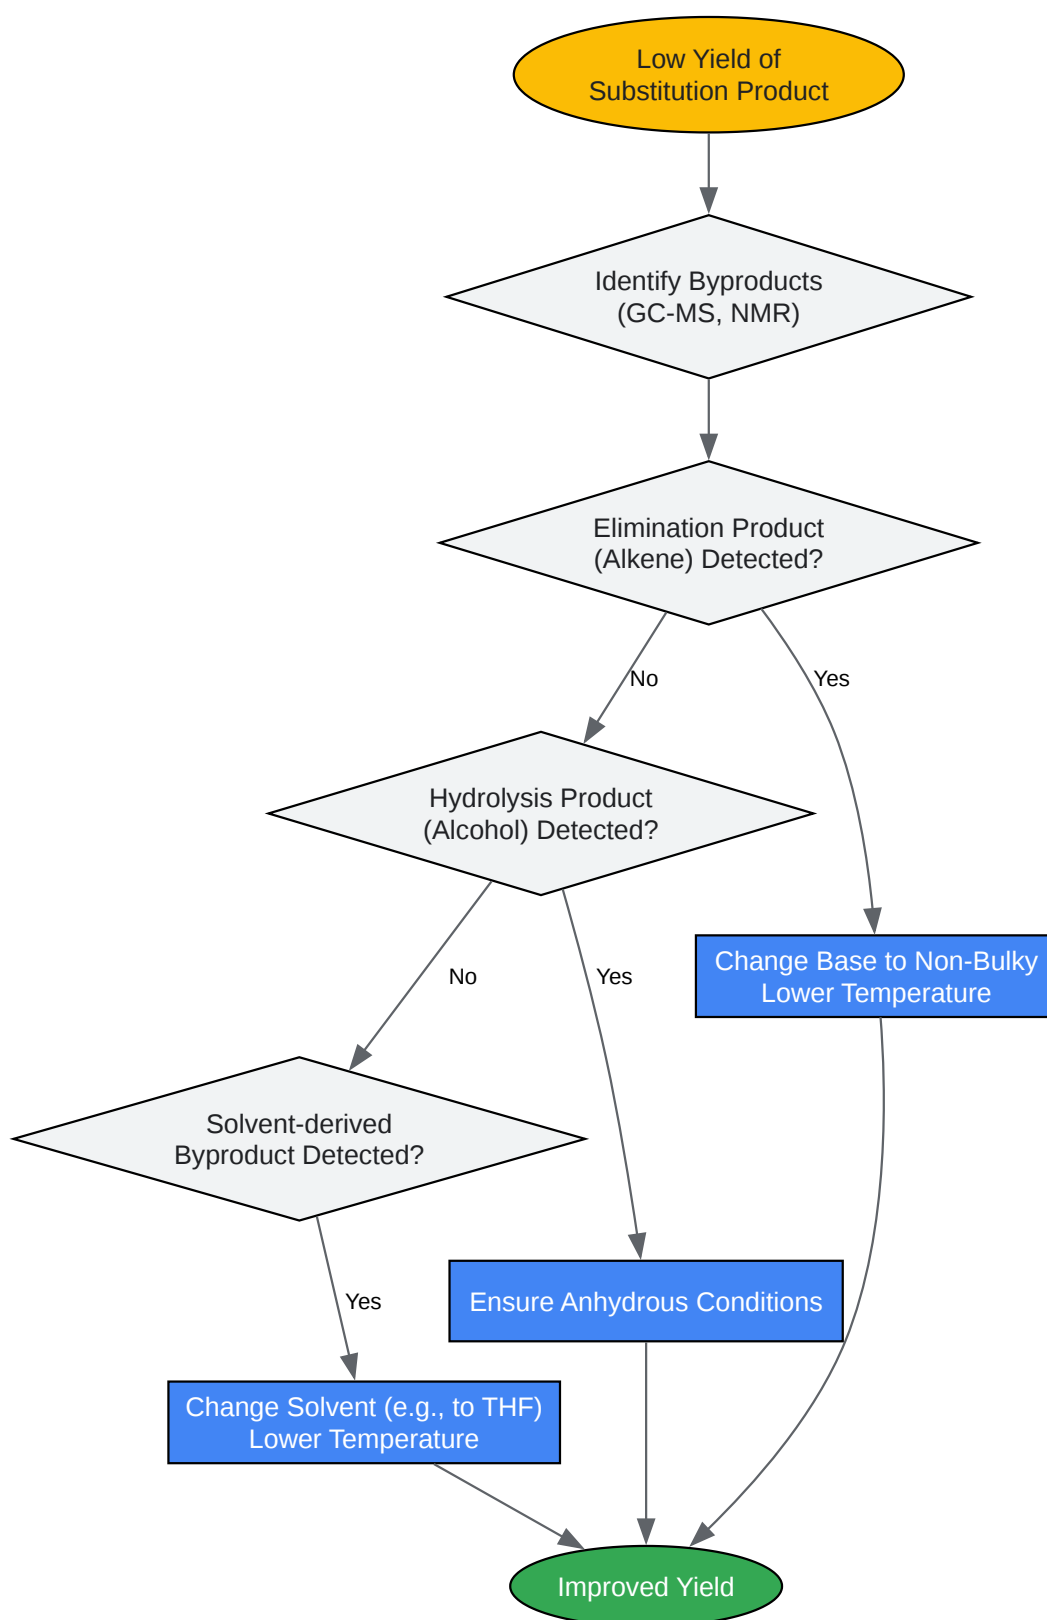 Low Yield of
Substitution Product
Identify Byproducts
(GC-MS, NMR)
Elimination Product
(Alkene) Detected?
No
Yes
Hydrolysis Product
(Alcohol) Detected?
Change Base to Non-Bulky
Lower Temperature
No
Yes
Solvent-derived
Byproduct Detected?
Yes
Ensure Anhydrous Conditions
Change Solvent (e.g., to THF)
Lower Temperature
Improved Yield